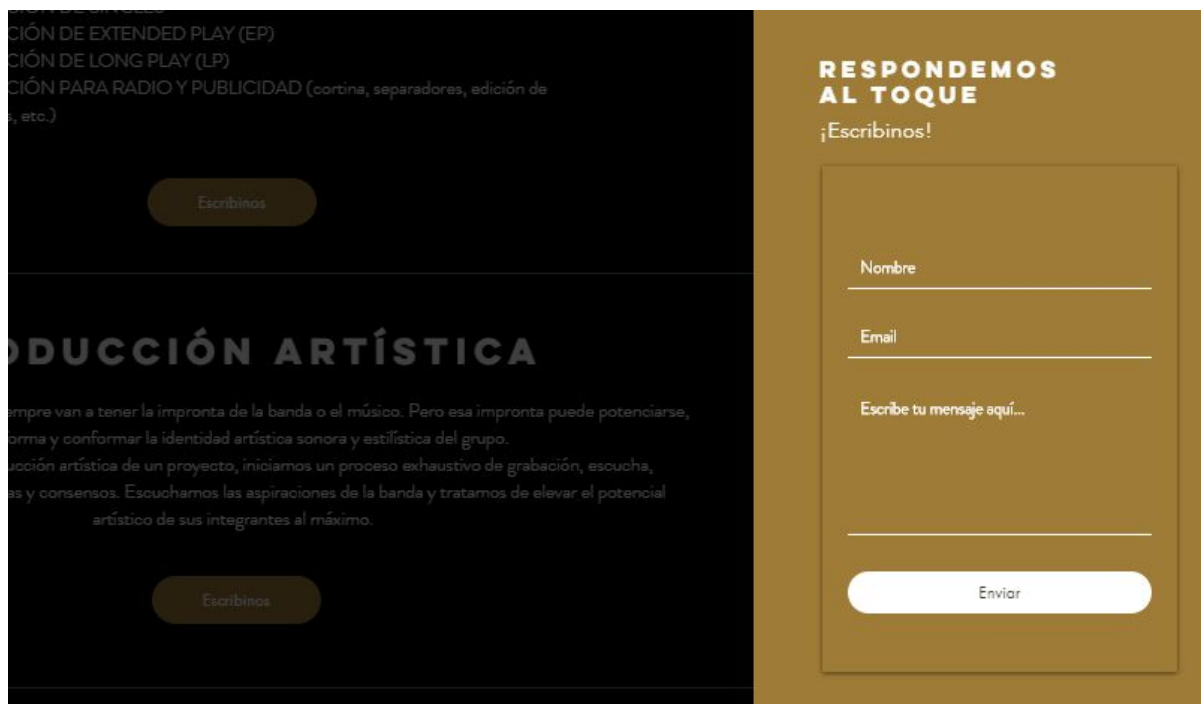 CIÓN DE EXTENDED PLAY (EP)
CIÓN DE LONG PLAY (LP)
CIÓN PARA RADIO Y PUBLICIDAD (cortina, separadores, edición de
s, etc.)
Escribinos
ODUCCIÓN ARTÍSTICA
empre van a tener la impronta de la banda o el músico. Pero esa impronta puede potenciarse,
orma y conformar la identidad artística sonora y estilística del grupo.
ucción artística de un proyecto, iniciamos un proceso exhaustivo de grabación, escucha,
as y consensos. Escuchamos las aspiraciones de la banda y tratamos de elevar el potencial
artístico de sus integrantes al máximo.
Escribinos
RESPONDEMOS
AL TOQUE
¡Escribinos!
Nombre
Email
Escribe tu mensaje aquí...
Enviar